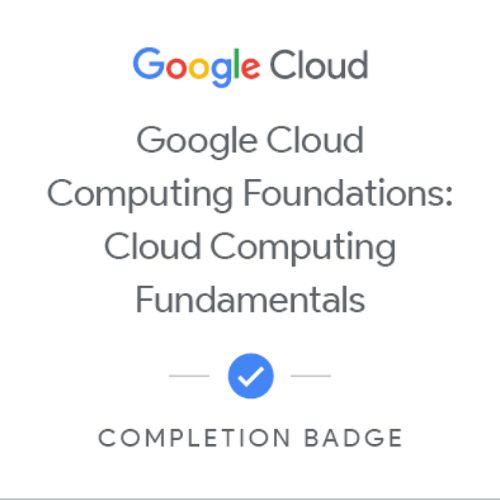 Google Cloud
Google Cloud
Computing Foundations:
Cloud Computing
Fundamentals
COMPLETION BADGE